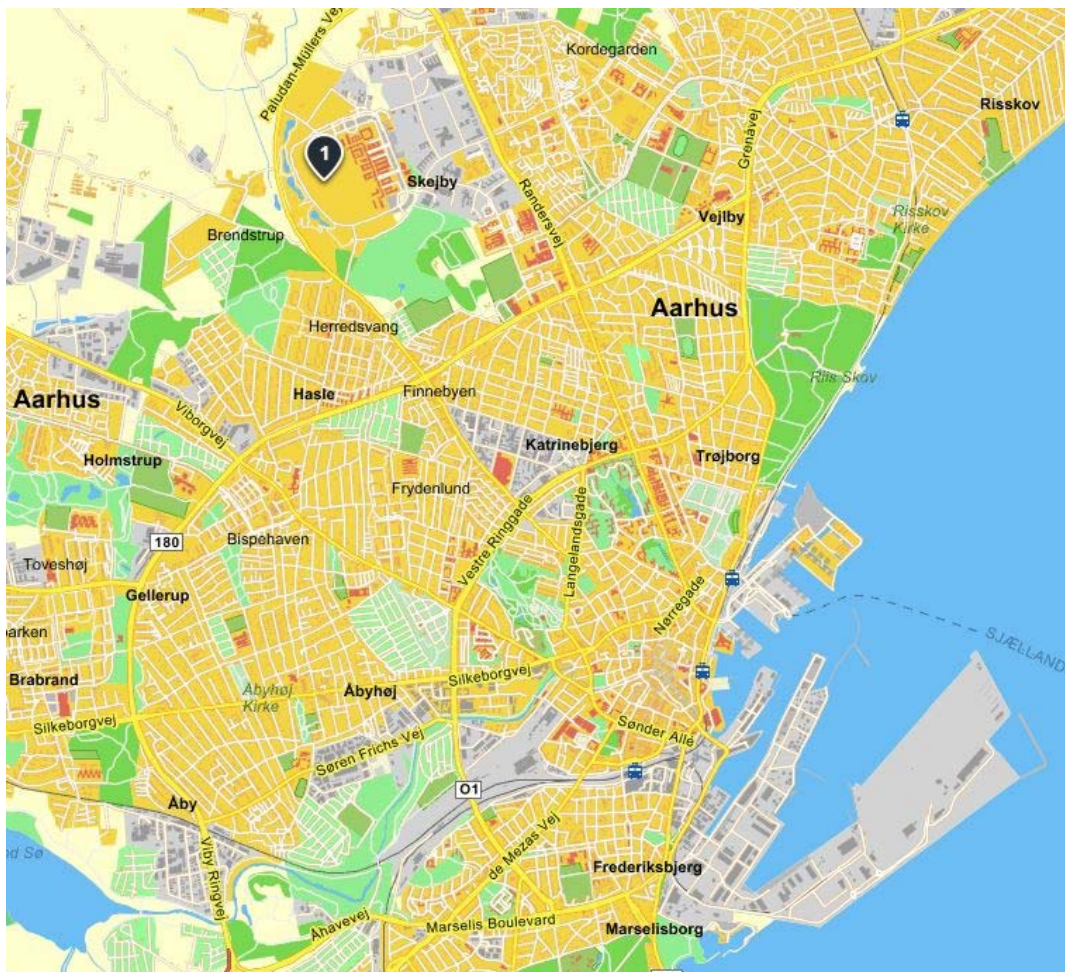 Paludan-Müllers Vej
Kordegarden
Risskov
1
Skejby
Grenåvej
Randersvej
Vejlby
Risskov
Kirke
Brendstrup
Aarhus
Herredsvang
Riis Skov
Hasle
Finnebyen
Aarhus
Viborgvej
Katrinebjerg
Trøjborg
Holmstrup
Frydenlund
Langelandsgade
Vestre Ringgade
180
Bispehaven
Toveshøj
Gellerup
Nørregade
SJÆLLAND
parken
Brabrand
Åbyhøj
Kirke
Åbyhøj
Silkeborgvej
Silkeborgvej
Sønder Allé
Søren Frichs Vej
O1
Åby
de Mezas Vej
Viby Ringvej
d Sø
Frederiksbjerg
Åhavevej
Marselis Boulevard
Marselisborg